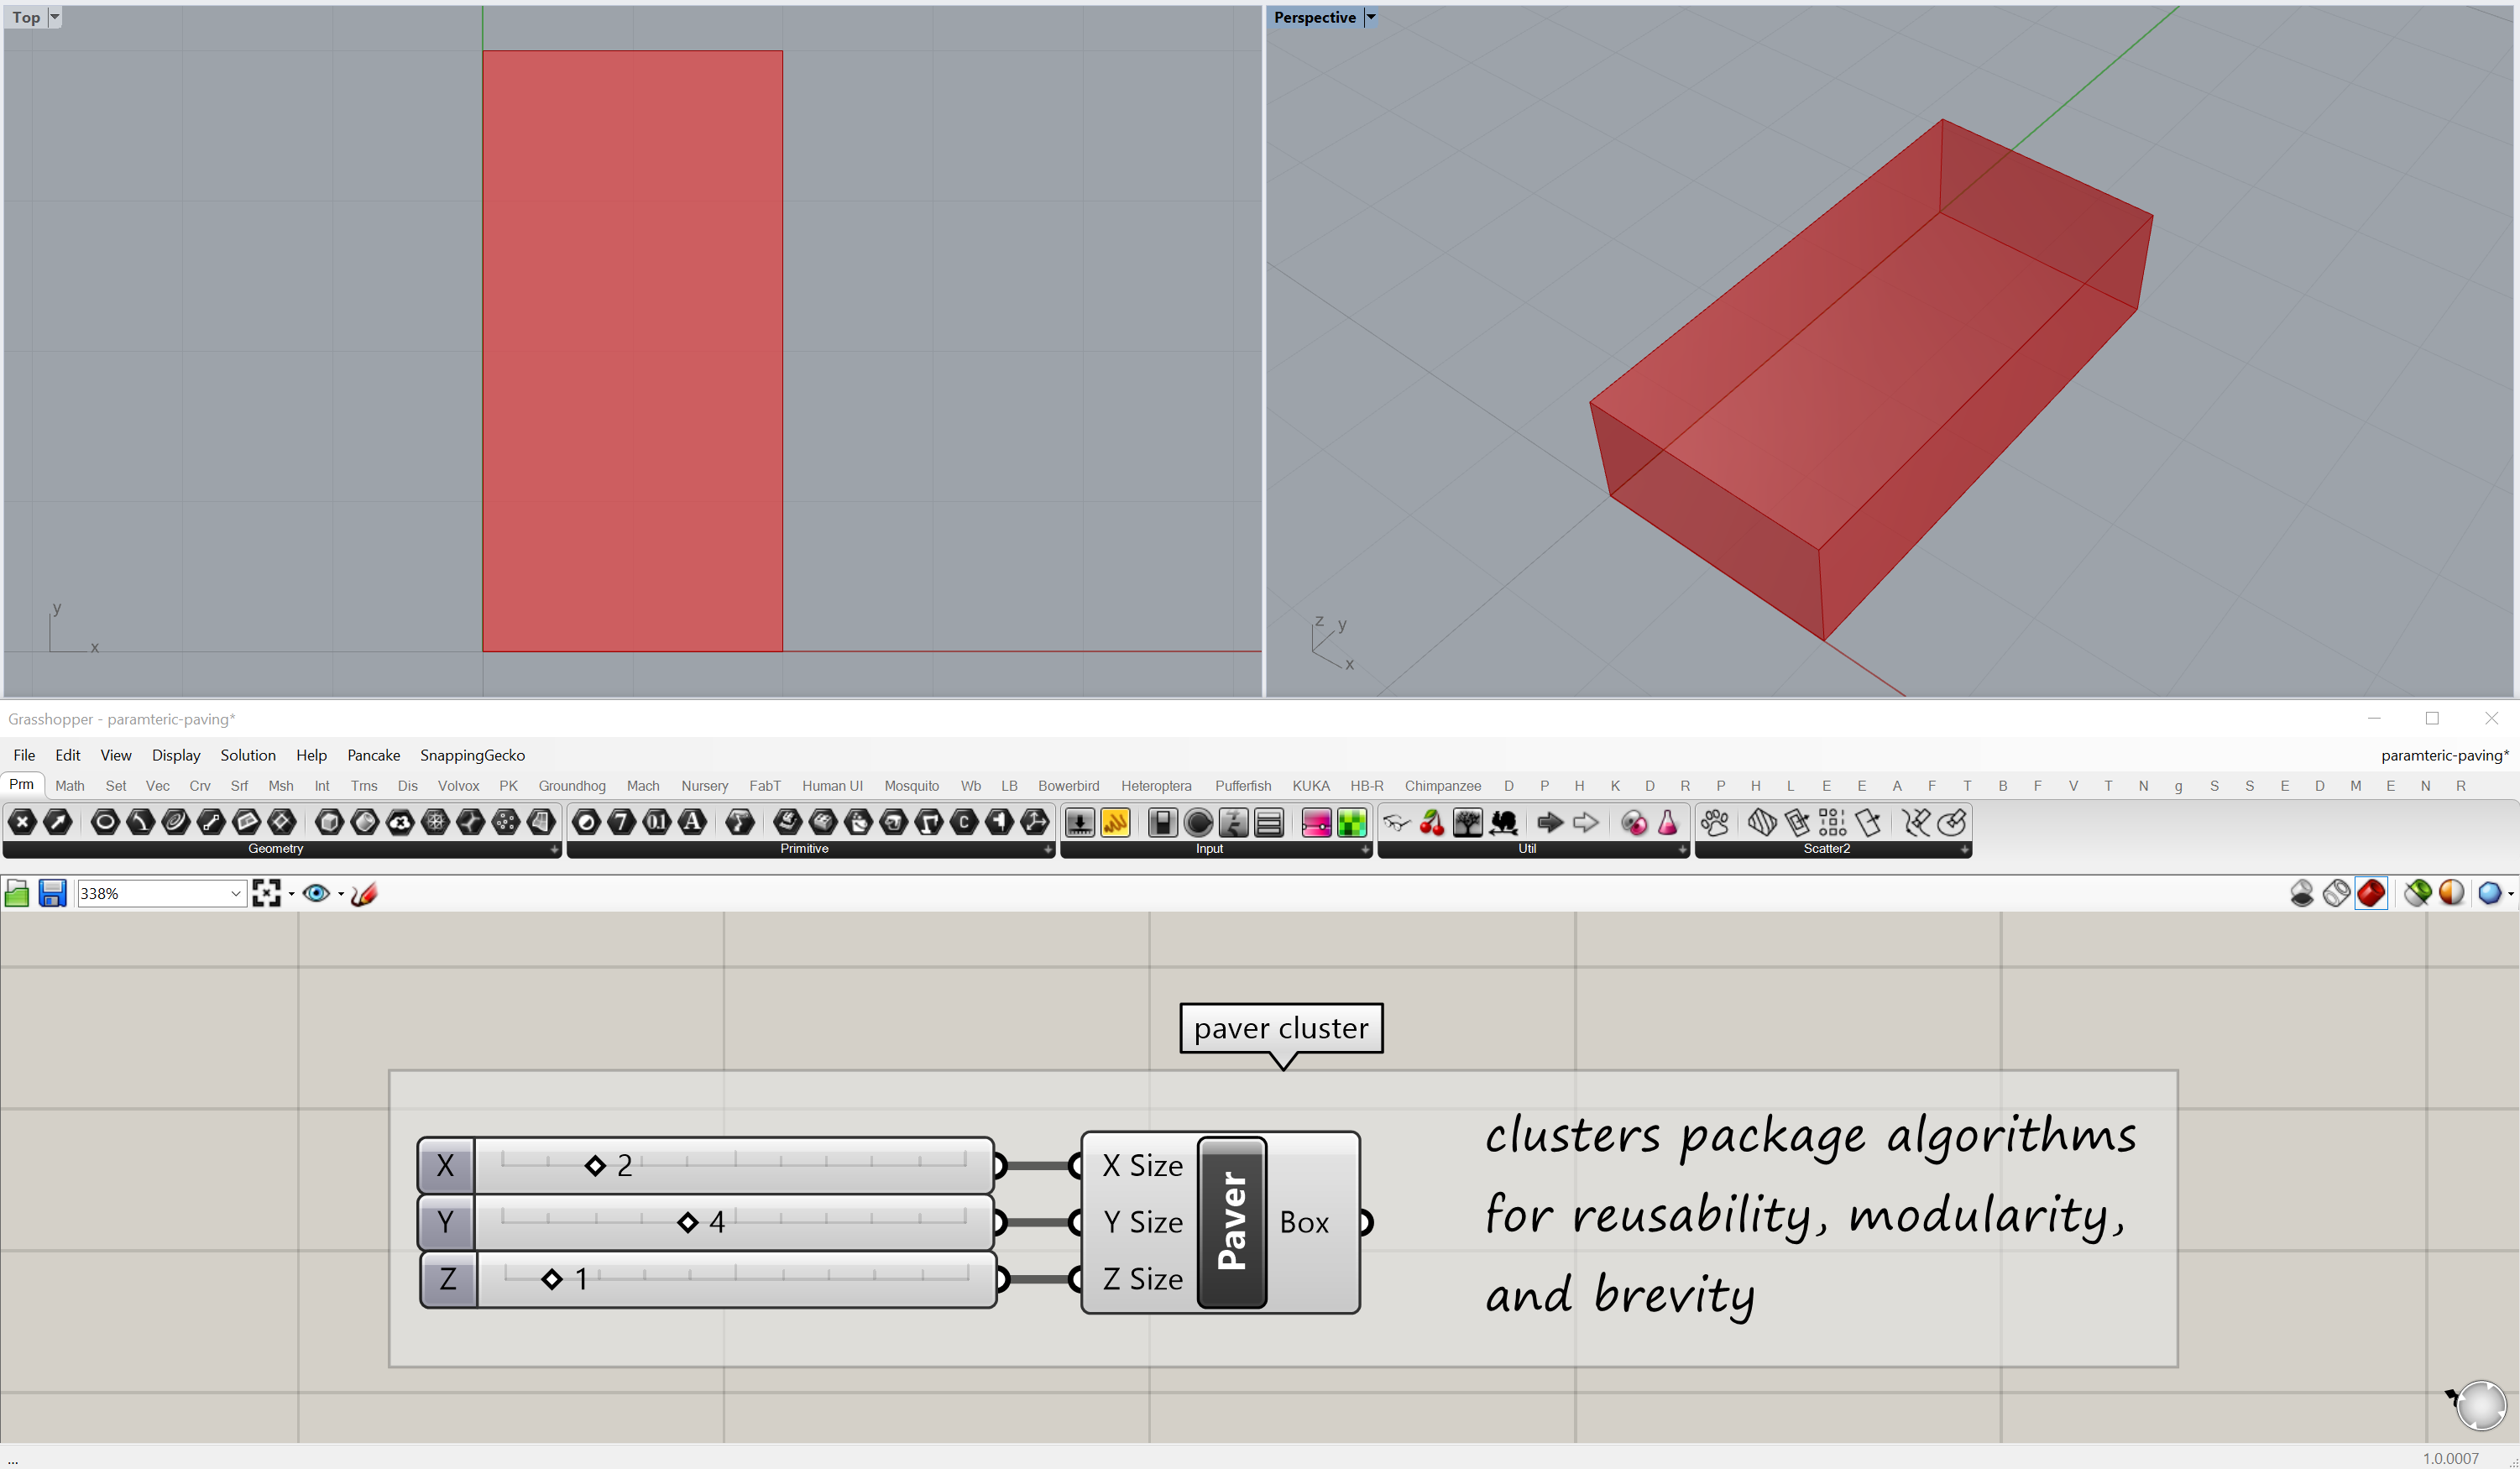 Top
Perspective
y
x
z y
x
Grasshopper - paramteric-paving*
File Edit View Display Solution Help Pancake SnappingGecko paramteric-paving*
Prm Math Set Vec Crv Srf Msh Int Trns Dis Volvox PK Groundhog Mach Nursery FabT Human UI Mosquito Wb LB Bowerbird Heteroptera Pufferfish KUKA HB-R Chimpanzee D P H K D R P H L E E A F T B F V T N g S S E D M E N R
7 0.1 A C
Geometry Primitive Input Util Scatter2
338%
paver cluster
X 2
Y 4
Z 1
X Size
Y Size
Z Size
Paver
Box
clusters package algorithms
for reusability, modularity,
and brevity
... 1.0.0007